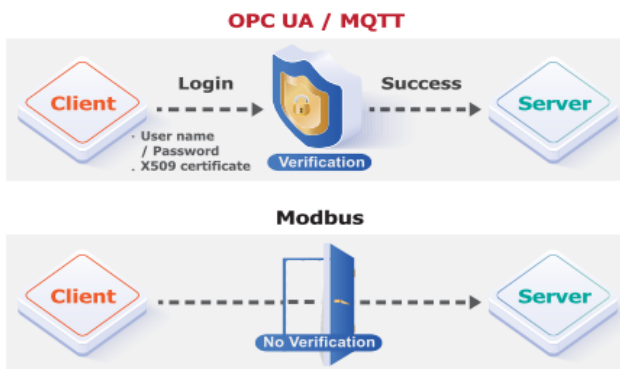 OPC UA / MQTT
Client
Login
Success
Server
· User name
/ Password
. X509 certificate
Verification
Modbus
Client
Server
No Verification